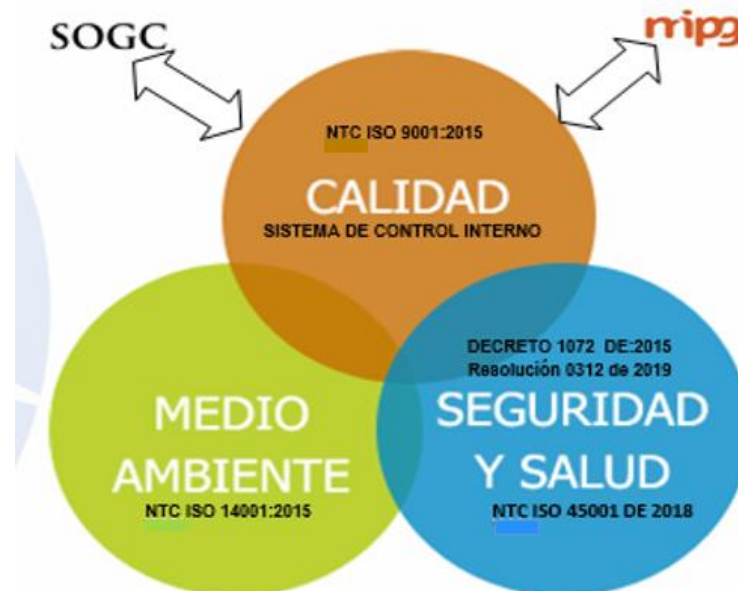 SOGC
mipg
NTC ISO 9001:2015
CALIDAD
SISTEMA DE CONTROL INTERNO
MEDIO
AMBIENTE
NTC ISO 14001:2015
DECRETO 1072 DE:2015
Resolución 0312 de 2019
SEGURIDAD
Y SALUD
NTC ISO 45001 DE 2018